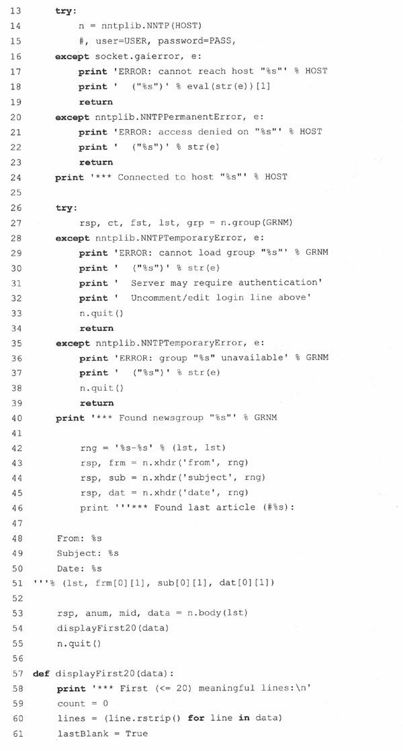 13 try:
14 n = nntplib.NNTP(HOST)
15 #, user=USER, password=PASS,
16 except socket.gaierror, e:
17 print 'ERROR: cannot reach host "%s"' % HOST
18 print ' ("%s")' % eval(str(e))[1]
19 return
20 except nntplib.NNTPPermanentError, e:
21 print 'ERROR: access denied on "%s"' % HOST
22 print ' ("%s")' % str(e)
23 return
24 print '*** Connected to host "%s"' % HOST
25
26 try:
27 rsp, ct, fst, lst, grp = n.group(GRNM)
28 except nntplib.NNTPTemporaryError, e:
29 print 'ERROR: cannot load group "%s"' % GRNM
30 print ' ("%s")' % str(e)
31 print ' Server may require authentication'
32 print ' Uncomment/edit login line above'
33 n.quit()
34 return
35 except nntplib.NNTPTemporaryError, e:
36 print 'ERROR: group "%s" unavailable' % GRNM
37 print ' ("%s")' % str(e)
38 n.quit()
39 return
40 print '*** Found newsgroup "%s"' % GRNM
41
42 rng = '%s-%s' % (lst, lst)
43 rsp, frm = n.xhdr('from', rng)
44 rsp, sub = n.xhdr('subject', rng)
45 rsp, dat = n.xhdr('date', rng)
46 print '''*** Found last article (#%s):
47
48 From: %s
49 Subject: %s
50 Date: %s
51 '''% (lst, frm[0][1], sub[0][1], dat[0][1])
52
53 rsp, anum, mid, data = n.body(lst)
54 displayFirst20(data)
55 n.quit()
56
57 def displayFirst20(data):
58 print '*** First (<= 20) meaningful lines:\n'
59 count = 0
60 lines = (line.rstrip() for line in data)
61 lastBlank = True